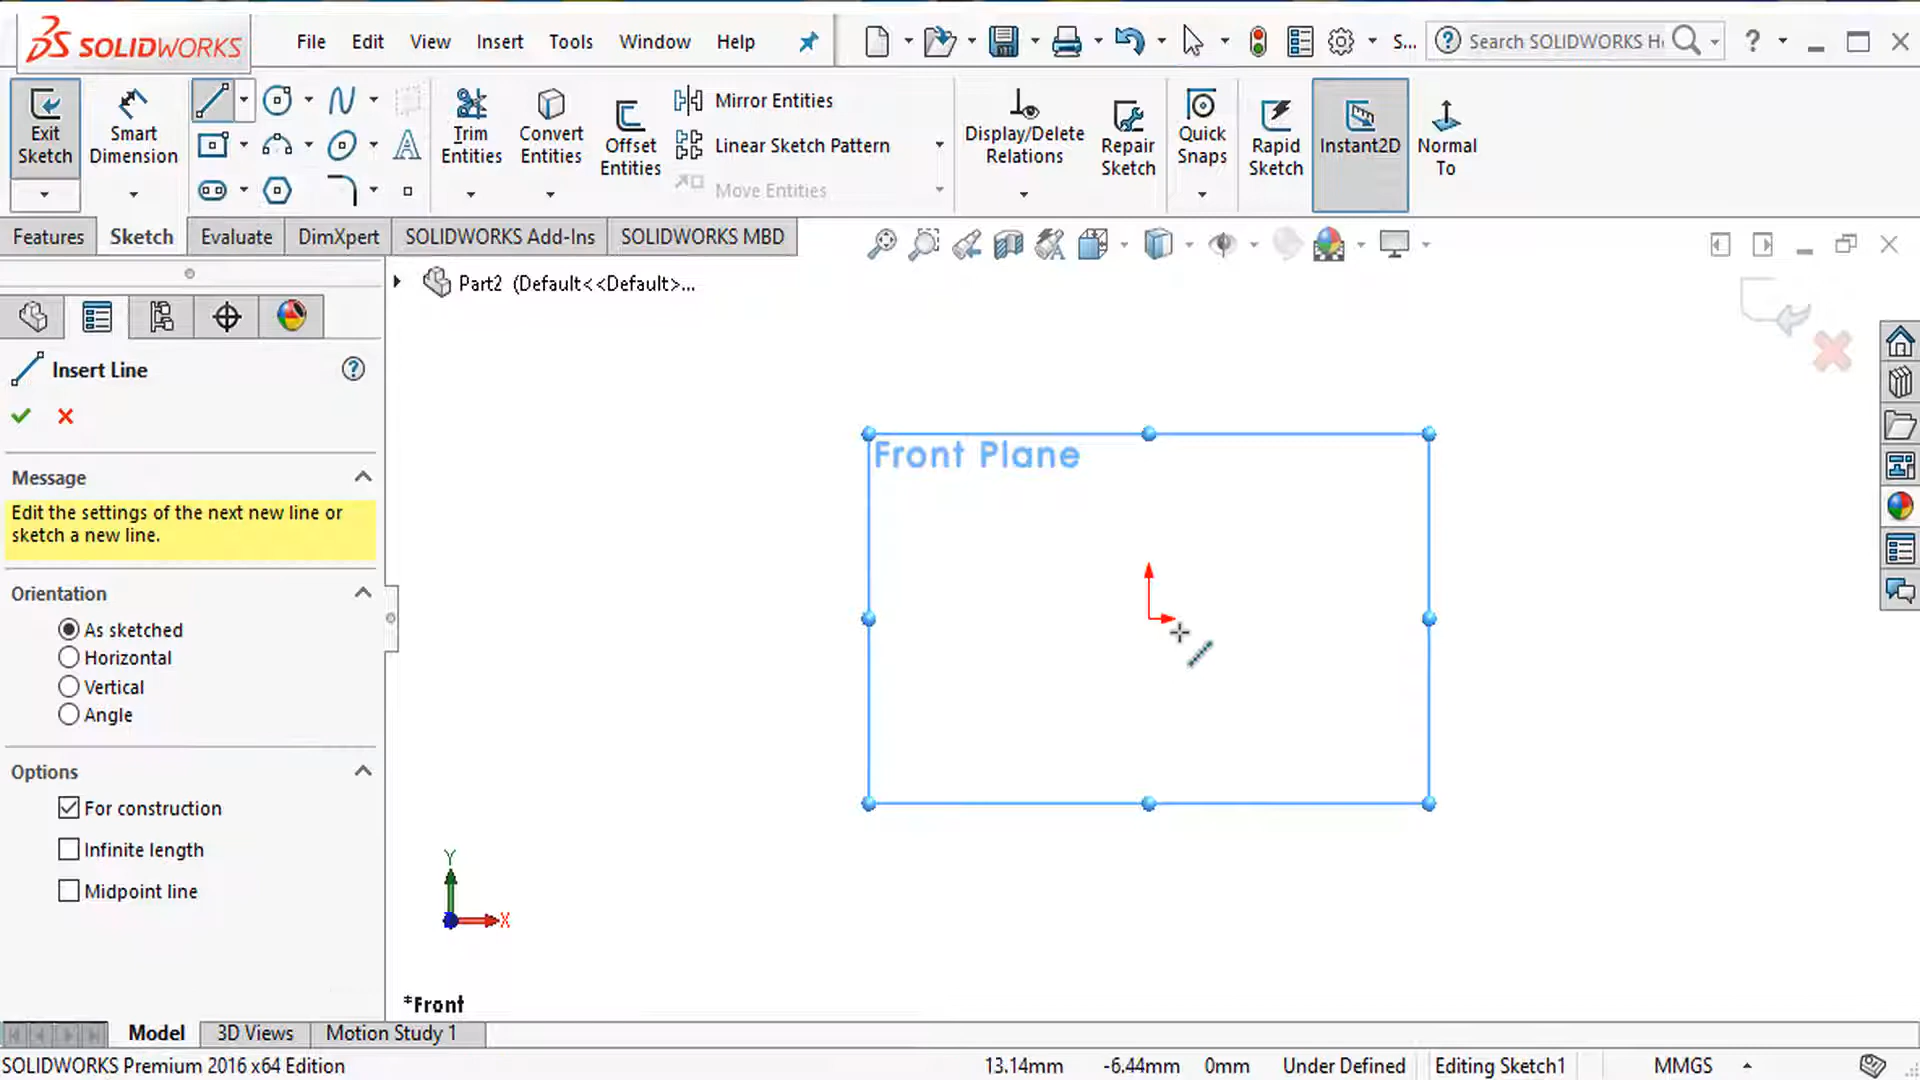 SOLIDWORKS
File Edit View Insert Tools Window Help
S...
Search SOLIDWORKS H
?
Exit Sketch
Smart Dimension
Trim Entities
Convert Entities
Offset Entities
Mirror Entities
Linear Sketch Pattern
Move Entities
Display/Delete Relations
Repair Sketch
Quick Snaps
Rapid Sketch
Instant2D
Normal To
Features Sketch Evaluate DimXpert SOLIDWORKS Add-Ins SOLIDWORKS MBD
Part2 (Default<<Default>...
Insert Line
Message
Edit the settings of the next new line or
sketch a new line.
Orientation
As sketched
Horizontal
Vertical
Angle
Options
For construction
Infinite length
Midpoint line
Front Plane
Y
X
*Front
Model 3D Views Motion Study 1
SOLIDWORKS Premium 2016 x64 Edition
13.14mm -6.44mm 0mm Under Defined Editing Sketch1 MMGS